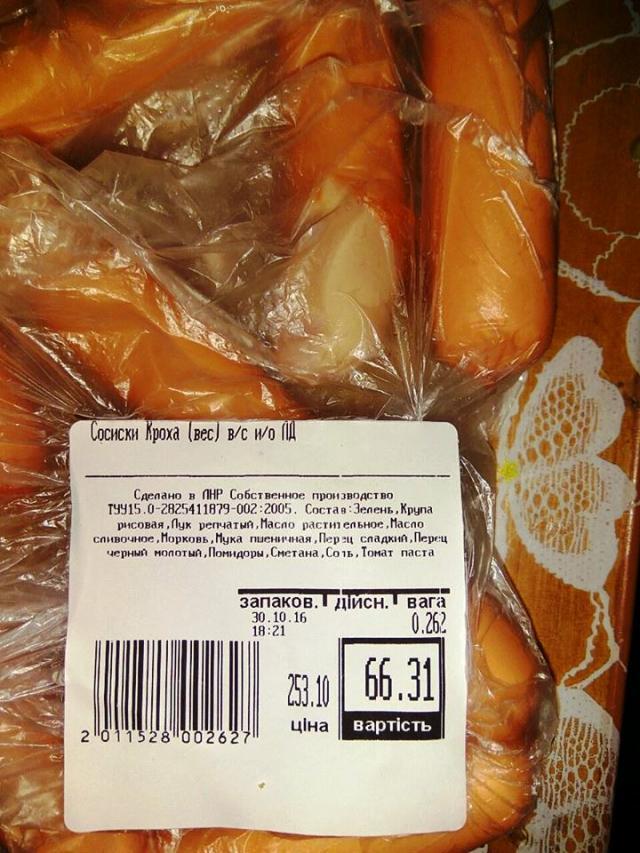 Сосиски Кроха (вес) в/с и/о ПД
Сделано в ЛНР Собственное производство
ТУУ15.0-2825411879-002:2005. Состав:Зелень,Крупа
рисовая,Лук репчатый,Масло растительное,Масло
сливочное,Морковь,Мука пшеничная,Перец сладкий,Перец
черный молотый,Помидоры,Сметана,Соль,Томат паста
запаков. дійсн. вага
30.10.16 0.262
18:21
253.10 66.31
ціна вартість
2 011528 002627